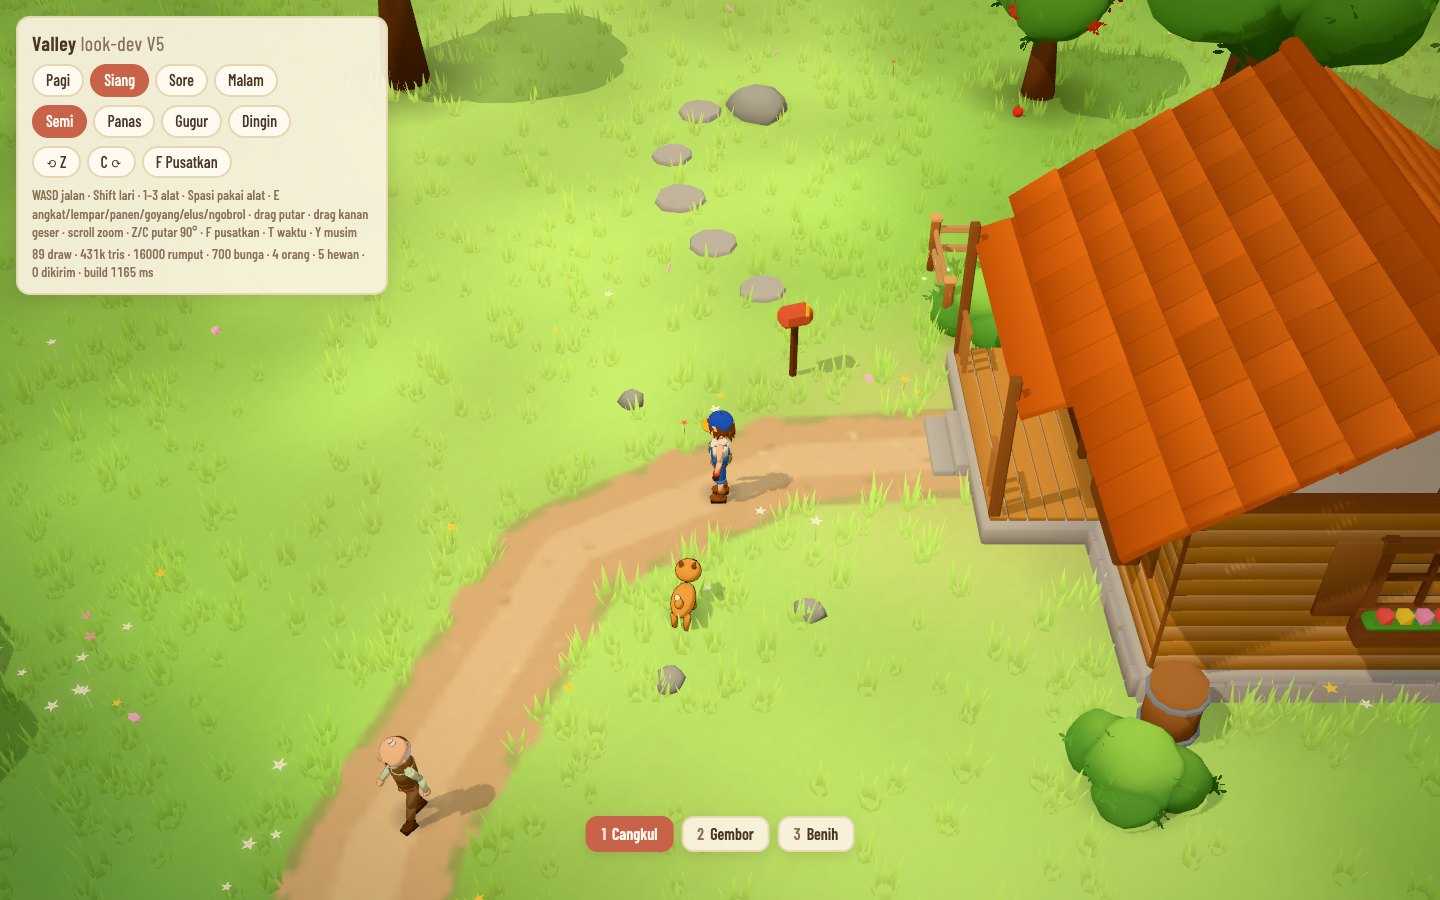 Valley look-dev V5
Pagi Siang Sore Malam
Semi Panas Gugur Dingin
⟲ Z C ⟳ F Pusatkan
WASD jalan · Shift lari · 1–3 alat · Spasi pakai alat · E
angkat/lempar/panen/goyang/elus/ngobrol · drag putar · drag kanan
geser · scroll zoom · Z/C putar 90° · F pusatkan · T waktu · Y musim
89 draw · 431k tris · 16000 rumput · 700 bunga · 4 orang · 5 hewan ·
0 dikirim · build 1165 ms
1 Cangkul 2 Gembor 3 Benih